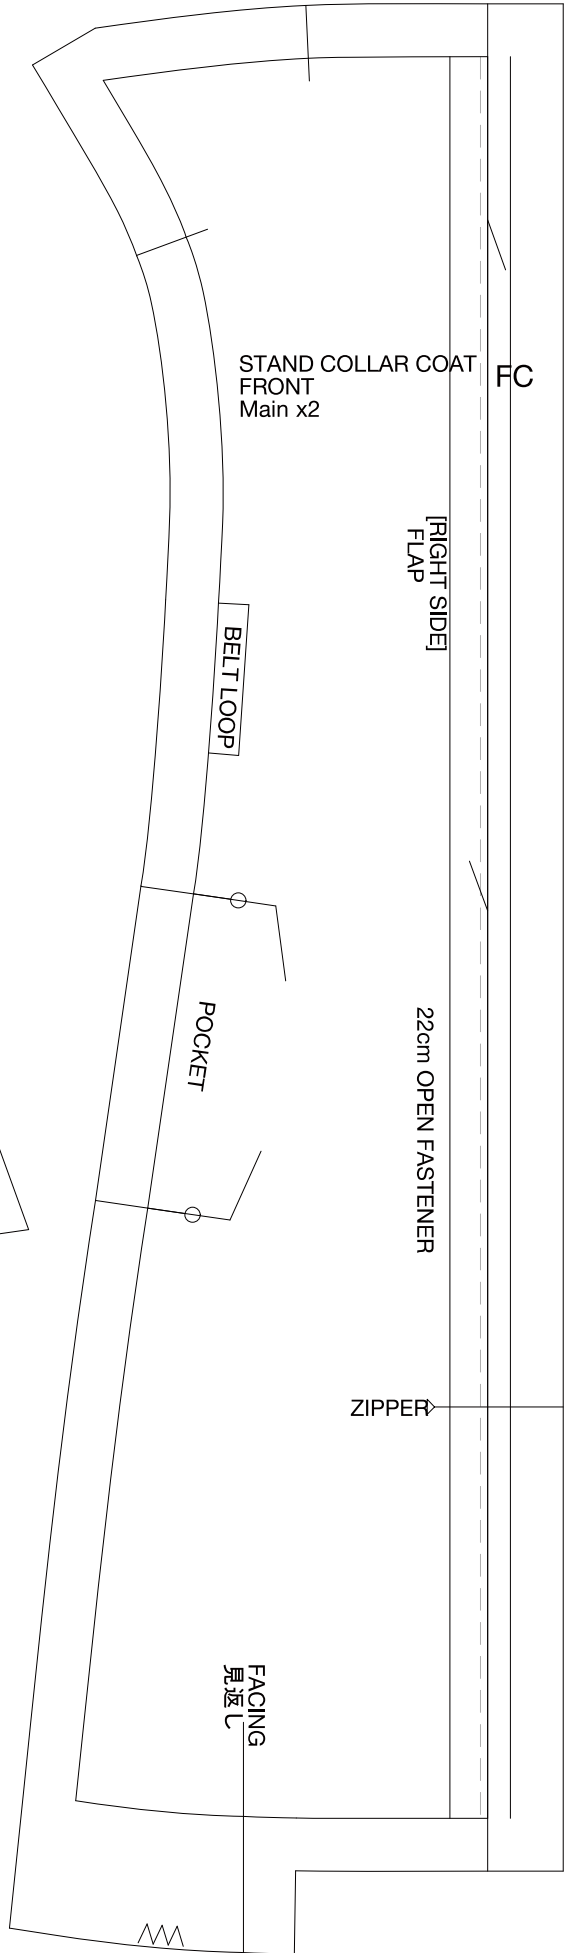 STAND COLLAR COAT
FRONT
Main x2
FC
[RIGHT SIDE]
FLAP
BELT LOOP
POCKET
22cm OPEN FASTENER
ZIPPER
FACING
見返し